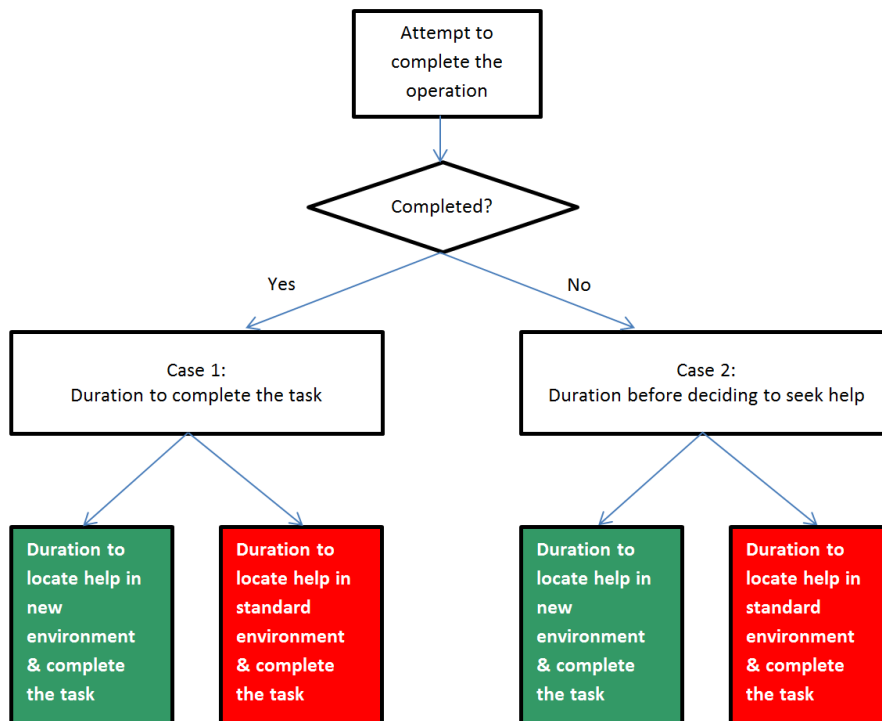 Attempt to
complete the
operation
Completed?
Yes
No
Case 1:
Duration to complete the task
Case 2:
Duration before deciding to seek help
Duration to
locate help in
new
environment
& complete
the task
Duration to
locate help in
standard
environment
& complete
the task
Duration to
locate help in
new
environment
& complete
the task
Duration to
locate help in
standard
environment
& complete
the task